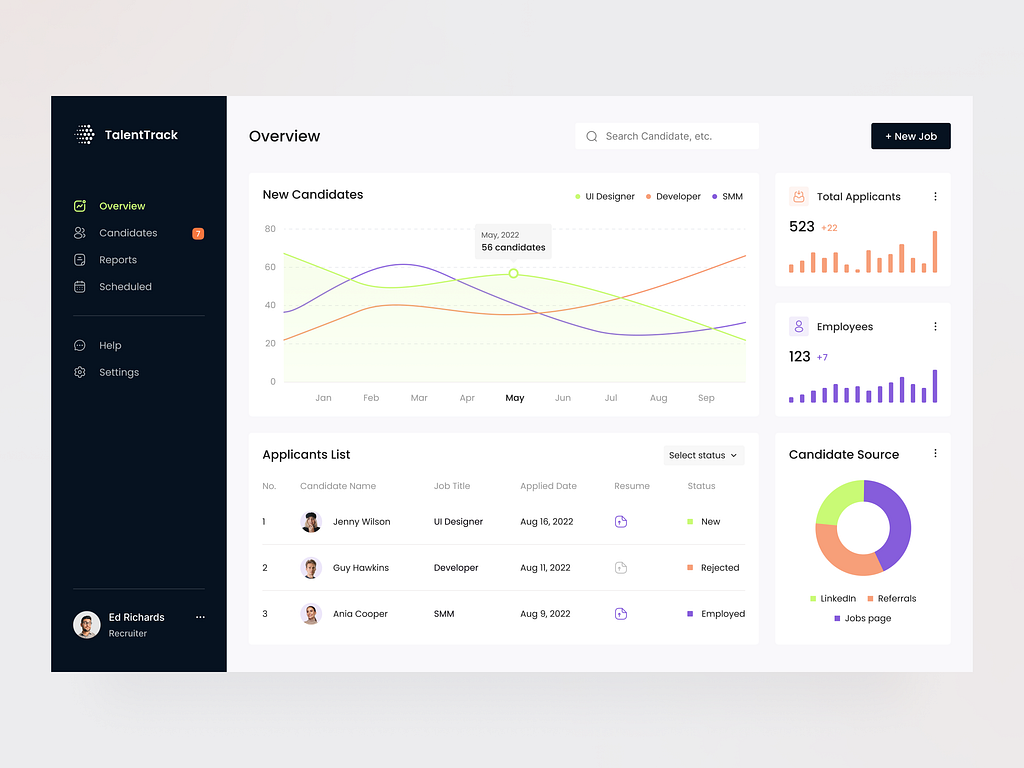 TalentTrack
Overview
Candidates 7
Reports
Scheduled
Help
Settings
Ed Richards
Recruiter
Overview
Search Candidate, etc.
+ New Job
New Candidates
UI Designer Developer SMM
80
60
40
20
0
May, 2022
56 candidates
Jan Feb Mar Apr May Jun Jul Aug Sep
Total Applicants
523 +22
Employees
123 +7
Applicants List
Select status
No. Candidate Name Job Title Applied Date Resume Status
1 Jenny Wilson UI Designer Aug 16, 2022 New
2 Guy Hawkins Developer Aug 11, 2022 Rejected
3 Ania Cooper SMM Aug 9, 2022 Employed
Candidate Source
LinkedIn Referrals
Jobs page